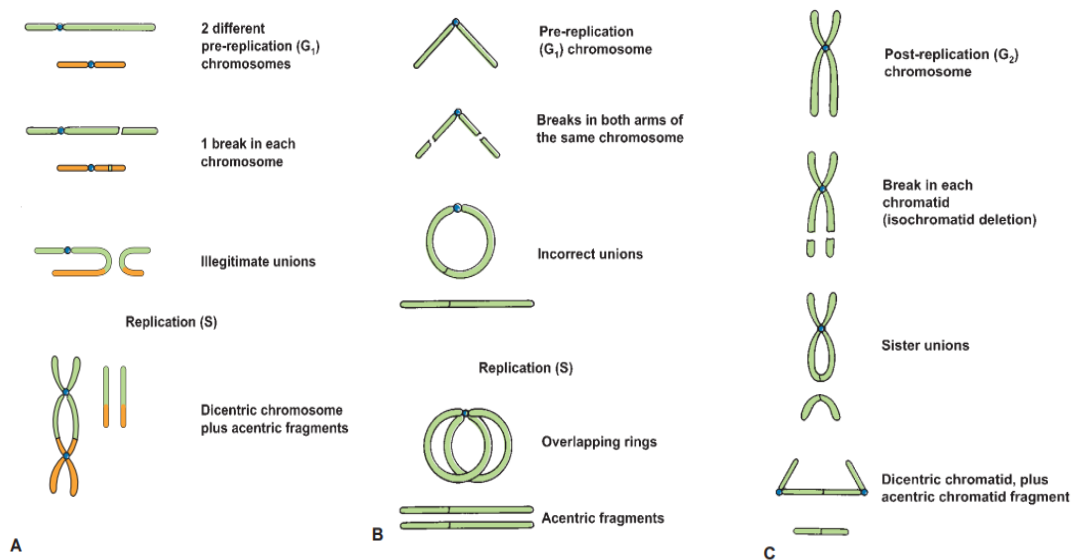 2 different
pre-replication (G₁)
chromosomes
1 break in each
chromosome
Illegitimate unions
Replication (S)
Dicentric chromosome
plus acentric fragments
A
Pre-replication
(G₁) chromosome
Breaks in both arms of
the same chromosome
Incorrect unions
Replication (S)
Overlapping rings
Acentric fragments
B
Post-replication (G₂)
chromosome
Break in each
chromatid
(isochromatid deletion)
Sister unions
Dicentric chromatid, plus
acentric chromatid fragment
C